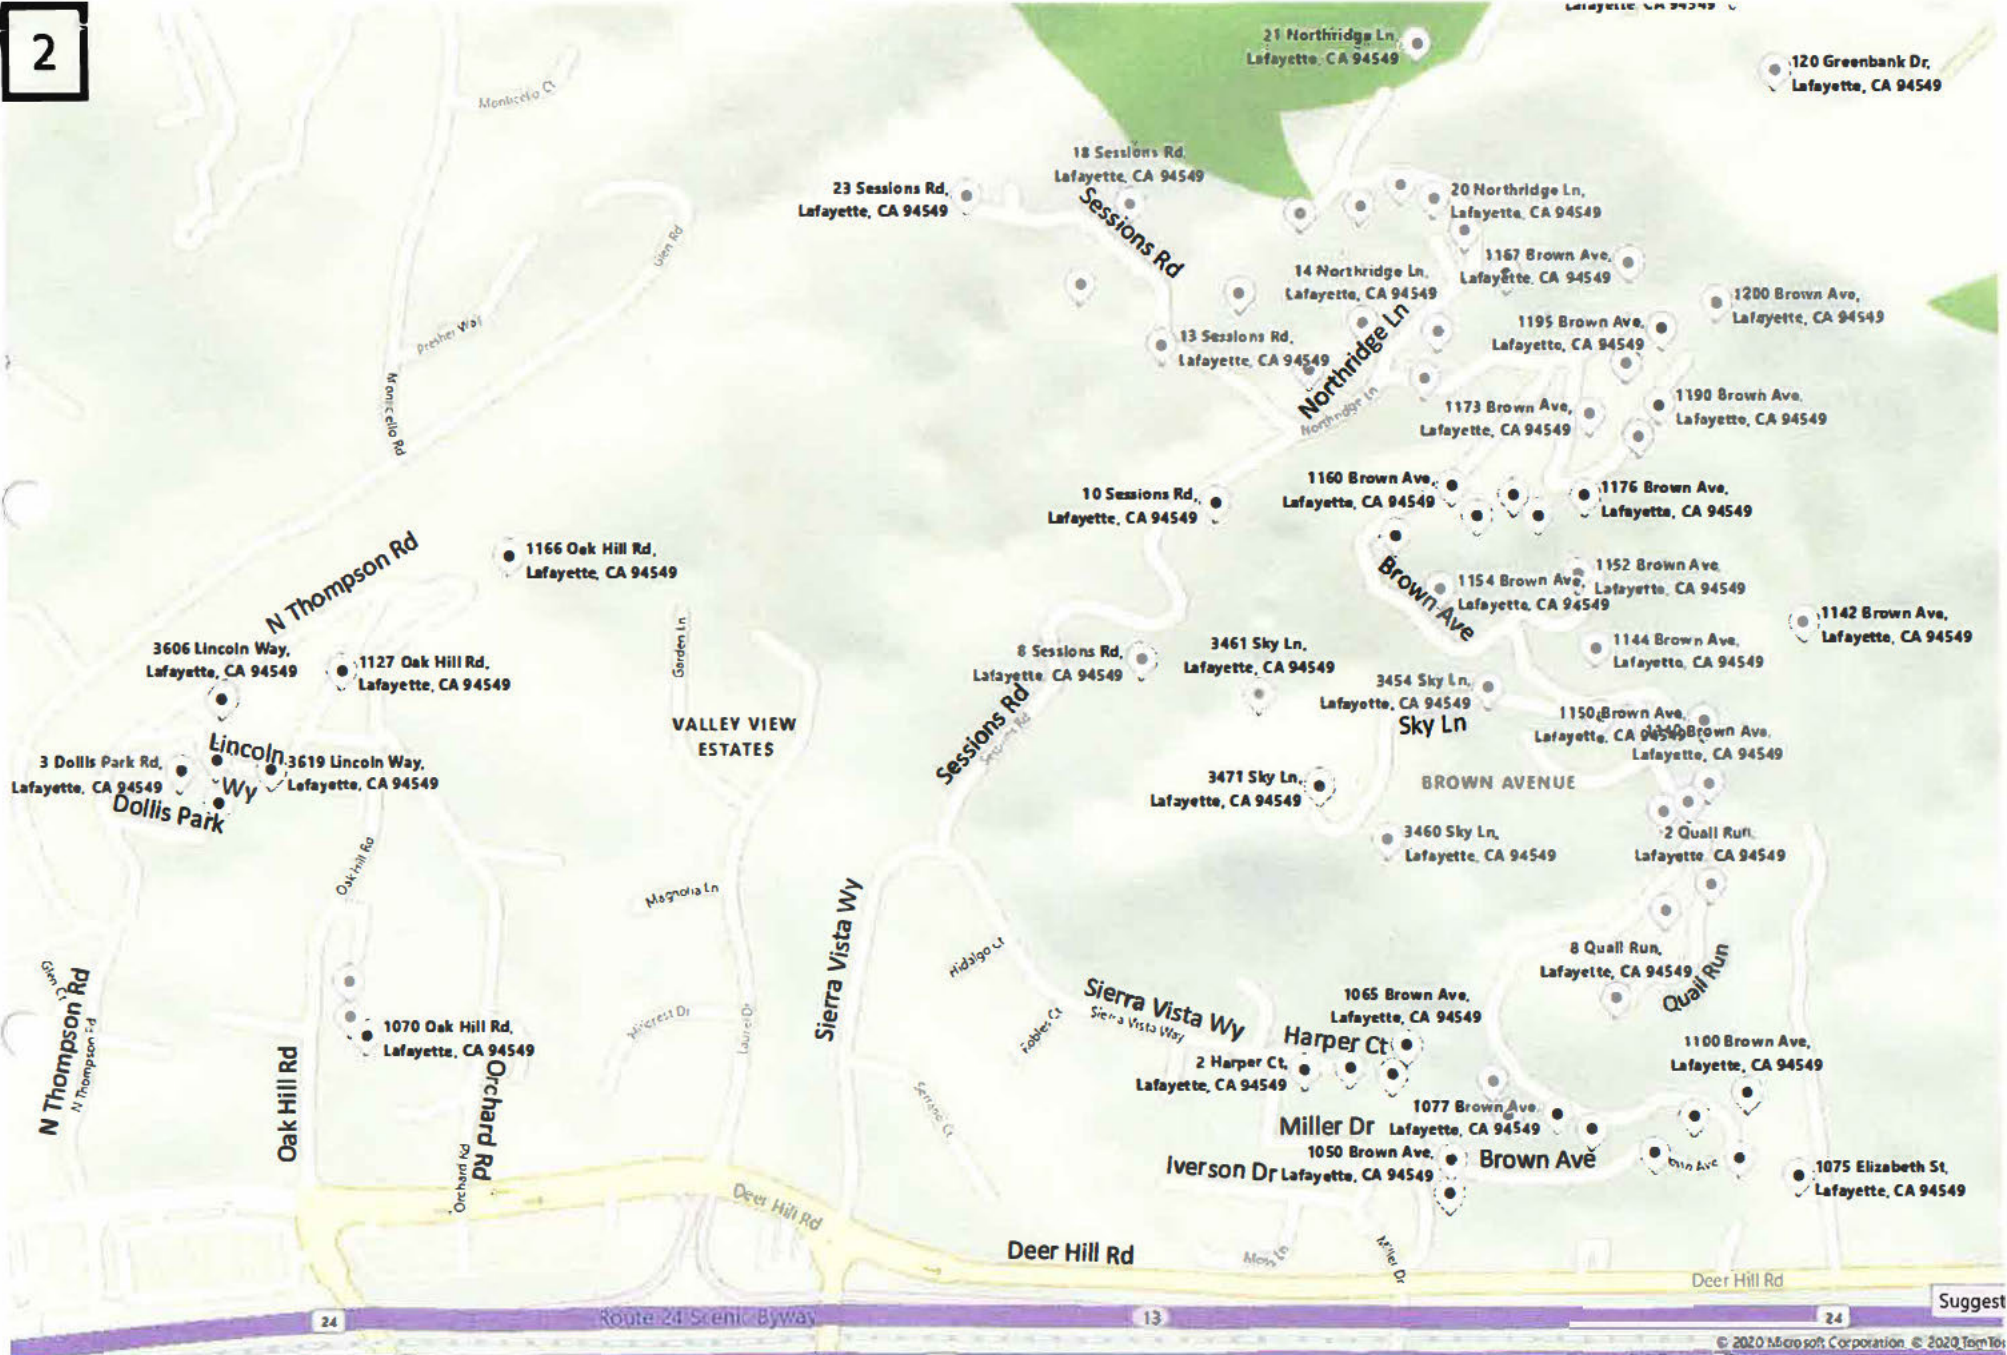 2
21 Northridge Ln,
Lafayette, CA 94549
120 Greenbank Dr,
Lafayette, CA 94549
Monticello Ct
18 Sessions Rd,
Lafayette, CA 94549
23 Sessions Rd,
Lafayette, CA 94549
Sessions Rd
20 Northridge Ln,
Lafayette, CA 94549
Glen Rd
1167 Brown Ave,
Lafayette, CA 94549
14 Northridge Ln,
Lafayette, CA 94549
1200 Brown Ave,
Lafayette, CA 94549
1195 Brown Ave,
Lafayette, CA 94549
13 Sessions Rd,
Lafayette, CA 94549
Northridge Ln
Northridge Ln
1173 Brown Ave,
Lafayette, CA 94549
1190 Brown Ave,
Lafayette, CA 94549
1160 Brown Ave,
Lafayette, CA 94549
10 Sessions Rd,
Lafayette, CA 94549
1176 Brown Ave,
Lafayette, CA 94549
N Thompson Rd
1166 Oak Hill Rd,
Lafayette, CA 94549
Brown Ave
1154 Brown Ave,
Lafayette, CA 94549
1152 Brown Ave
Lafayette, CA 94549
1142 Brown Ave,
Lafayette, CA 94549
1144 Brown Ave,
Lafayette, CA 94549
3606 Lincoln Way,
Lafayette, CA 94549
1127 Oak Hill Rd,
Lafayette, CA 94549
Garden Ln
8 Sessions Rd,
Lafayette, CA 94549
3461 Sky Ln,
Lafayette, CA 94549
3454 Sky Ln,
Lafayette, CA 94549
Sky Ln
Sessions Rd
VALLEY VIEW
ESTATES
1150 Brown Ave,
Lafayette, CA
Brown Ave,
Lafayette, CA 94549
Lincoln
Wy
3 Dollis Park Rd,
Lafayette, CA 94549
3619 Lincoln Way,
Lafayette, CA 94549
Dollis Park
3471 Sky Ln,
Lafayette, CA 94549
BROWN AVENUE
3460 Sky Ln,
Lafayette, CA 94549
2 Quail Run,
Lafayette, CA 94549
Oak Hill Rd
Magnolia Ln
Sierra Vista Wy
Hidalgo Ct
8 Quail Run,
Lafayette, CA 94549
Quail Run
Glen Ct
N Thompson Rd
N Thompson Rd
Sierra Vista Wy
Sierra Vista Way
1065 Brown Ave,
Lafayette, CA 94549
Harper Ct
Robles Ct
Hillcrest Dr
Laurel Dr
1070 Oak Hill Rd,
Lafayette, CA 94549
2 Harper Ct,
Lafayette, CA 94549
1100 Brown Ave,
Lafayette, CA 94549
Oak Hill Rd
Orchard Rd
Orchard Rd
Serrano Ct
1077 Brown Ave
Lafayette, CA 94549
Miller Dr
1050 Brown Ave,
Lafayette, CA 94549
Iverson Dr
Brown Ave
1075 Elizabeth St,
Lafayette, CA 94549
Deer Hill Rd
Deer Hill Rd
Miller Dr
Deer Hill Rd
Suggest
24
Route 24 Scenic Byway
13
24
© 2020 Microsoft Corporation © 2020 TomTom